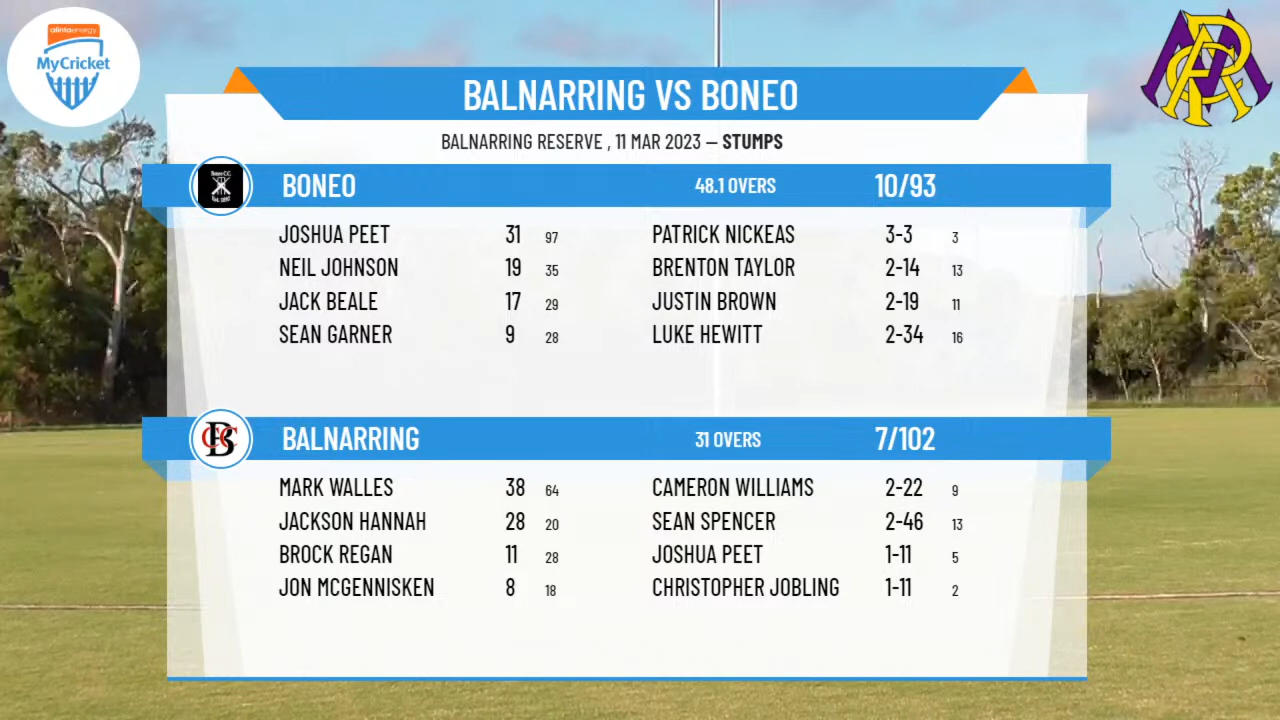 alintaenergy
MyCricket
BALNARRING VS BONEO
BALNARRING RESERVE , 11 MAR 2023 – STUMPS
BONEO 48.1 OVERS 10/93
JOSHUA PEET 31 97 PATRICK NICKEAS 3-3 3
NEIL JOHNSON 19 35 BRENTON TAYLOR 2-14 13
JACK BEALE 17 29 JUSTIN BROWN 2-19 11
SEAN GARNER 9 28 LUKE HEWITT 2-34 16
BALNARRING 31 OVERS 7/102
MARK WALLES 38 64 CAMERON WILLIAMS 2-22 9
JACKSON HANNAH 28 20 SEAN SPENCER 2-46 13
BROCK REGAN 11 28 JOSHUA PEET 1-11 5
JON MCGENNISKEN 8 18 CHRISTOPHER JOBLING 1-11 2